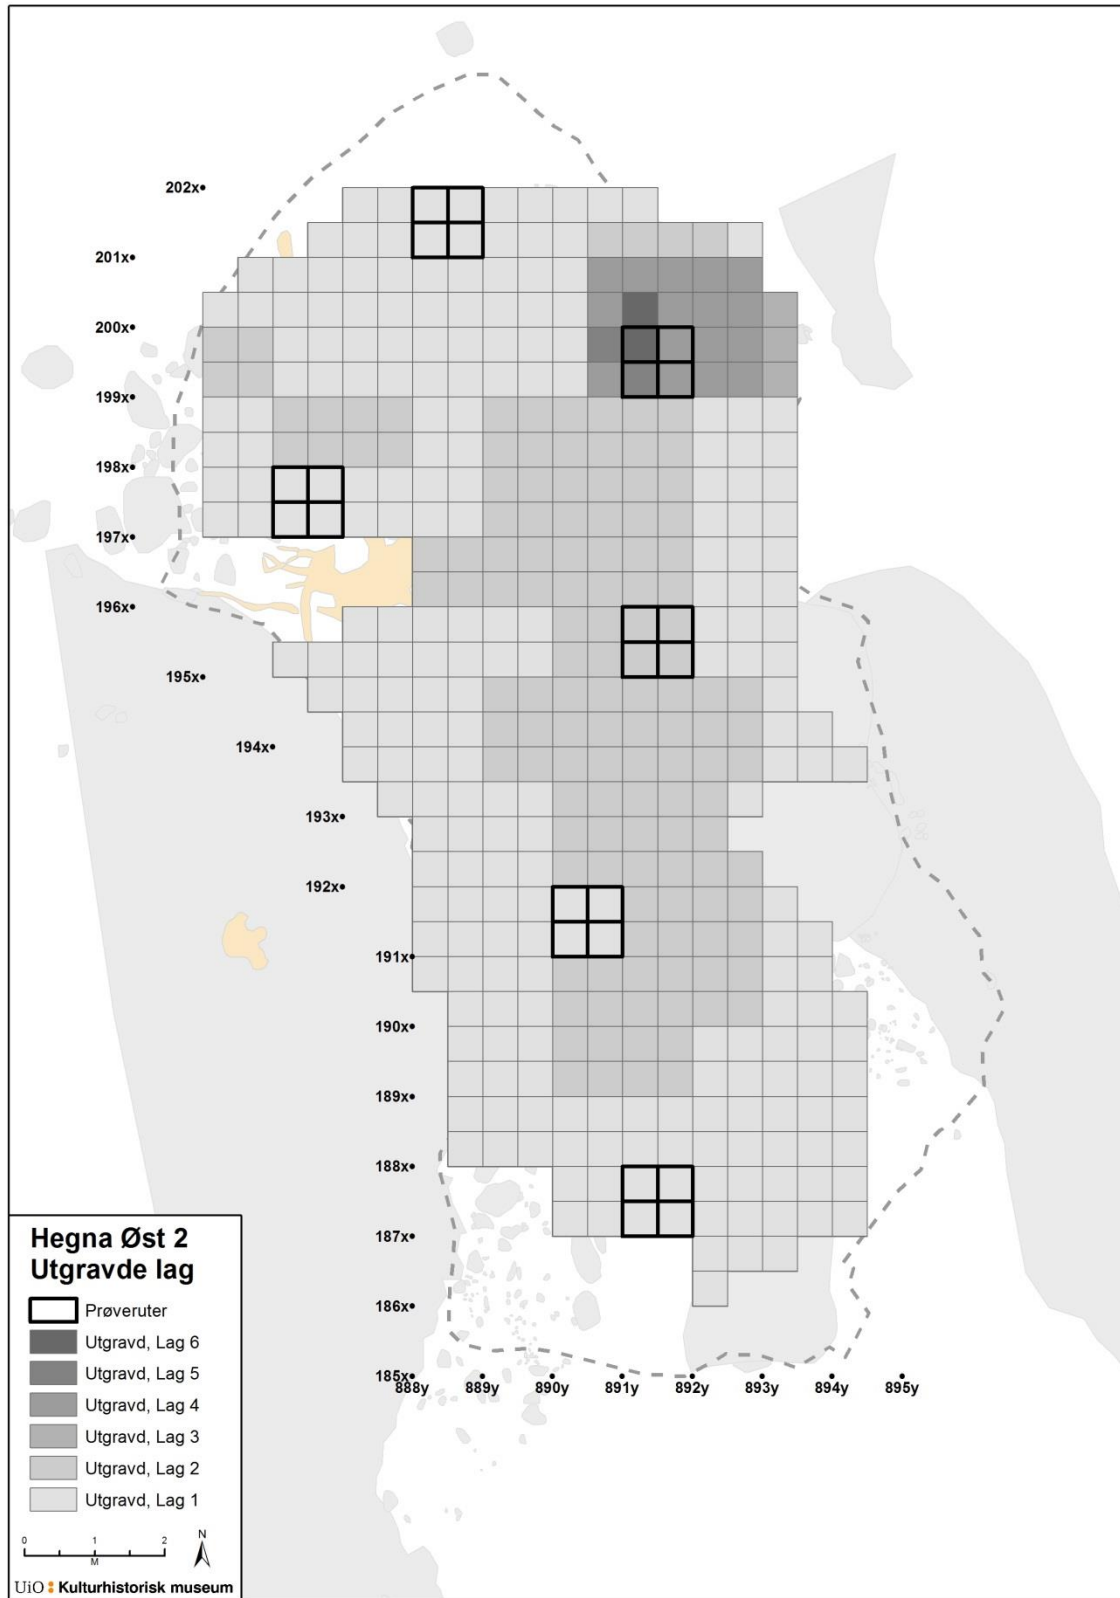 202x
201x
200x
199x
198x
197x
196x
195x
194x
193x
192x
191x
190x
189x
188x
187x
186x
185x
888y 889y 890y 891y 892y 893y 894y 895y
Hegna Øst 2
Utgravde lag
Prøveruter
Utgravd, Lag 6
Utgravd, Lag 5
Utgravd, Lag 4
Utgravd, Lag 3
Utgravd, Lag 2
Utgravd, Lag 1
0 1 2
M
N
UiO Kulturhistorisk museum